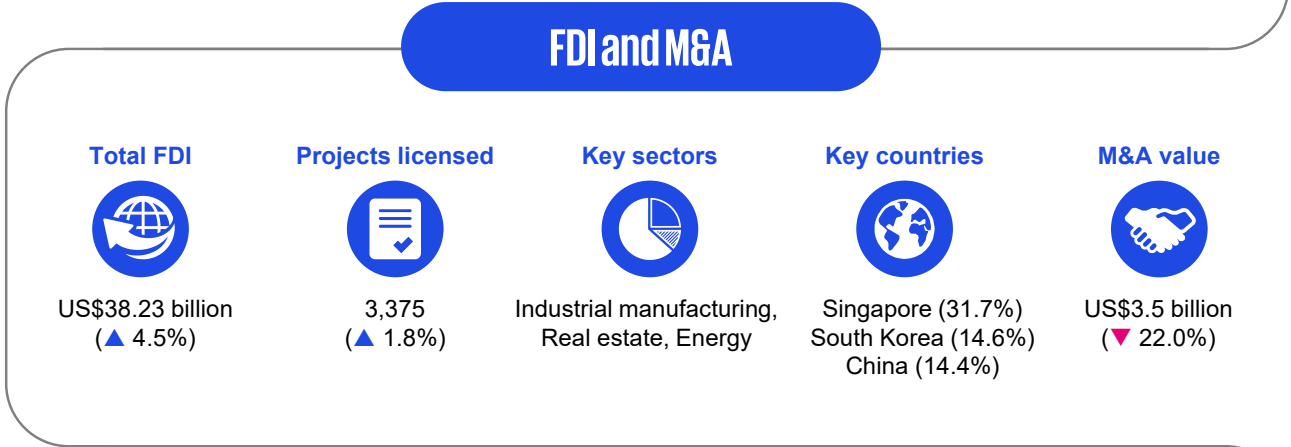 FDI and M&A
Total FDI
US$38.23 billion
(▲ 4.5%)
Projects licensed
3,375
(▲ 1.8%)
Key sectors
Industrial manufacturing,
Real estate, Energy
Key countries
Singapore (31.7%)
South Korea (14.6%)
China (14.4%)
M&A value
US$3.5 billion
(▼ 22.0%)